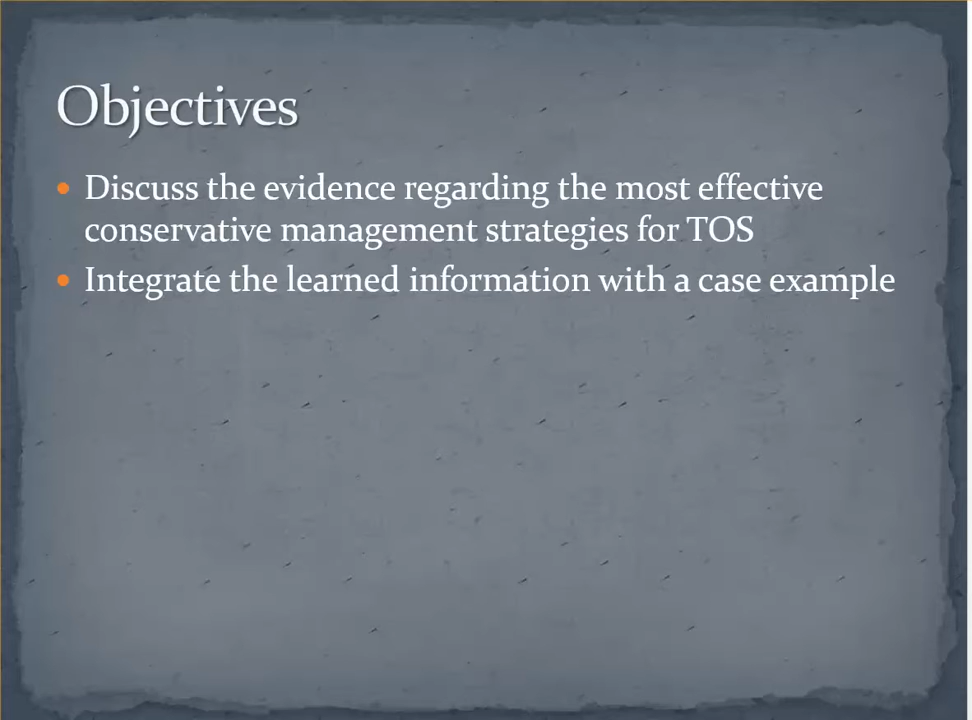 Objectives
• Discuss the evidence regarding the most effective
conservative management strategies for TOS
• Integrate the learned information with a case example